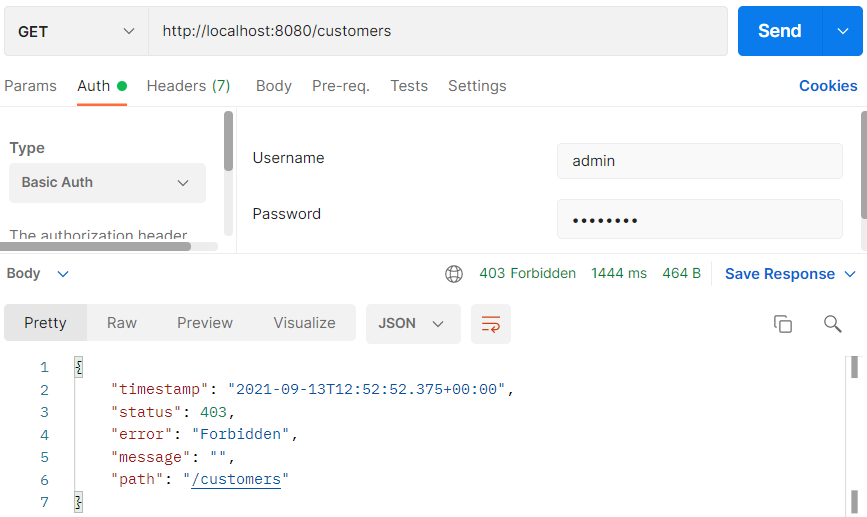 GET http://localhost:8080/customers Send
Params Auth Headers (7) Body Pre-req. Tests Settings Cookies
Type
Basic Auth
The authorization header
Username admin
Password ••••••••
Body 403 Forbidden 1444 ms 464 B Save Response
Pretty Raw Preview Visualize JSON
1 {
2 "timestamp": "2021-09-13T12:52:52.375+00:00",
3 "status": 403,
4 "error": "Forbidden",
5 "message": "",
6 "path": "/customers"
7 }